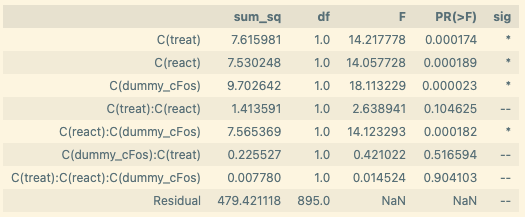 sum_sq df F PR(>F) sig
C(treat) 7.615981 1.0 14.217778 0.000174 *
C(react) 7.530248 1.0 14.057728 0.000189 *
C(dummy_cFos) 9.702642 1.0 18.113229 0.000023 *
C(treat):C(react) 1.413591 1.0 2.638941 0.104625 --
C(react):C(dummy_cFos) 7.565369 1.0 14.123293 0.000182 *
C(dummy_cFos):C(treat) 0.225527 1.0 0.421022 0.516594 --
C(treat):C(react):C(dummy_cFos) 0.007780 1.0 0.014524 0.904103 --
Residual 479.421118 895.0 NaN NaN --